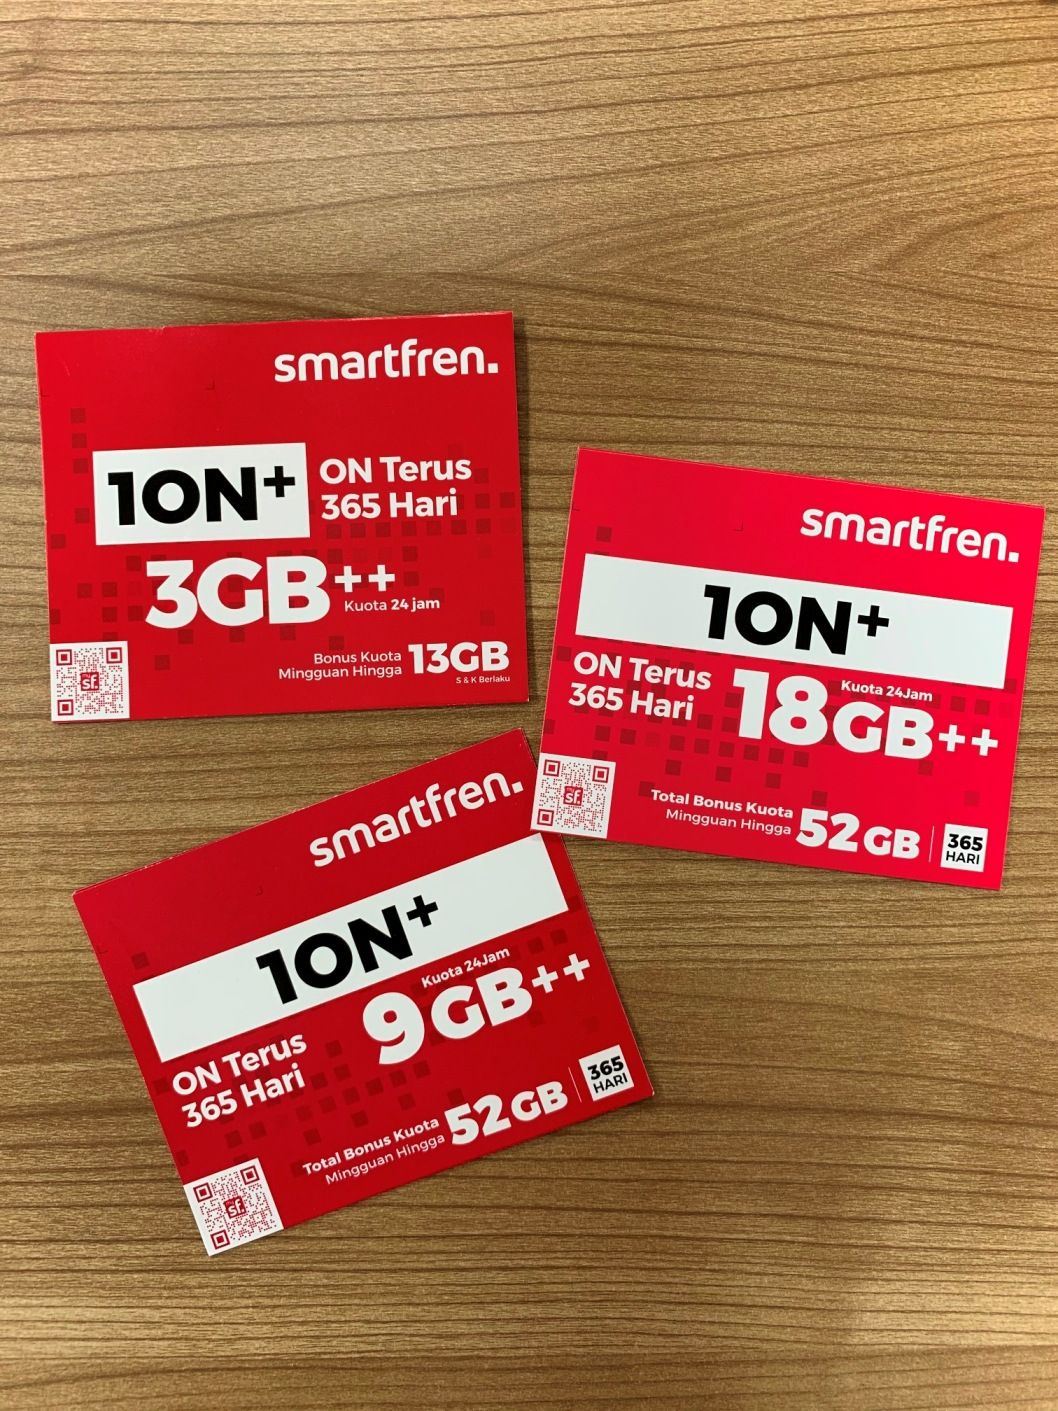 smartfren.
1ON+
ON Terus
365 Hari
3GB++
Kuota 24 jam
Bonus Kuota
Mingguan Hingga
13GB
S & K Berlaku
sf.
smartfren.
1ON+
ON Terus
365 Hari
Kuota 24Jam
18GB++
Total Bonus Kuota
Mingguan Hingga
52GB
365
HARI
sf.
smartfren.
1ON+
Kuota 24Jam
9GB++
ON Terus
365 Hari
Total Bonus Kuota
Mingguan Hingga
52GB
365
HARI
sf.